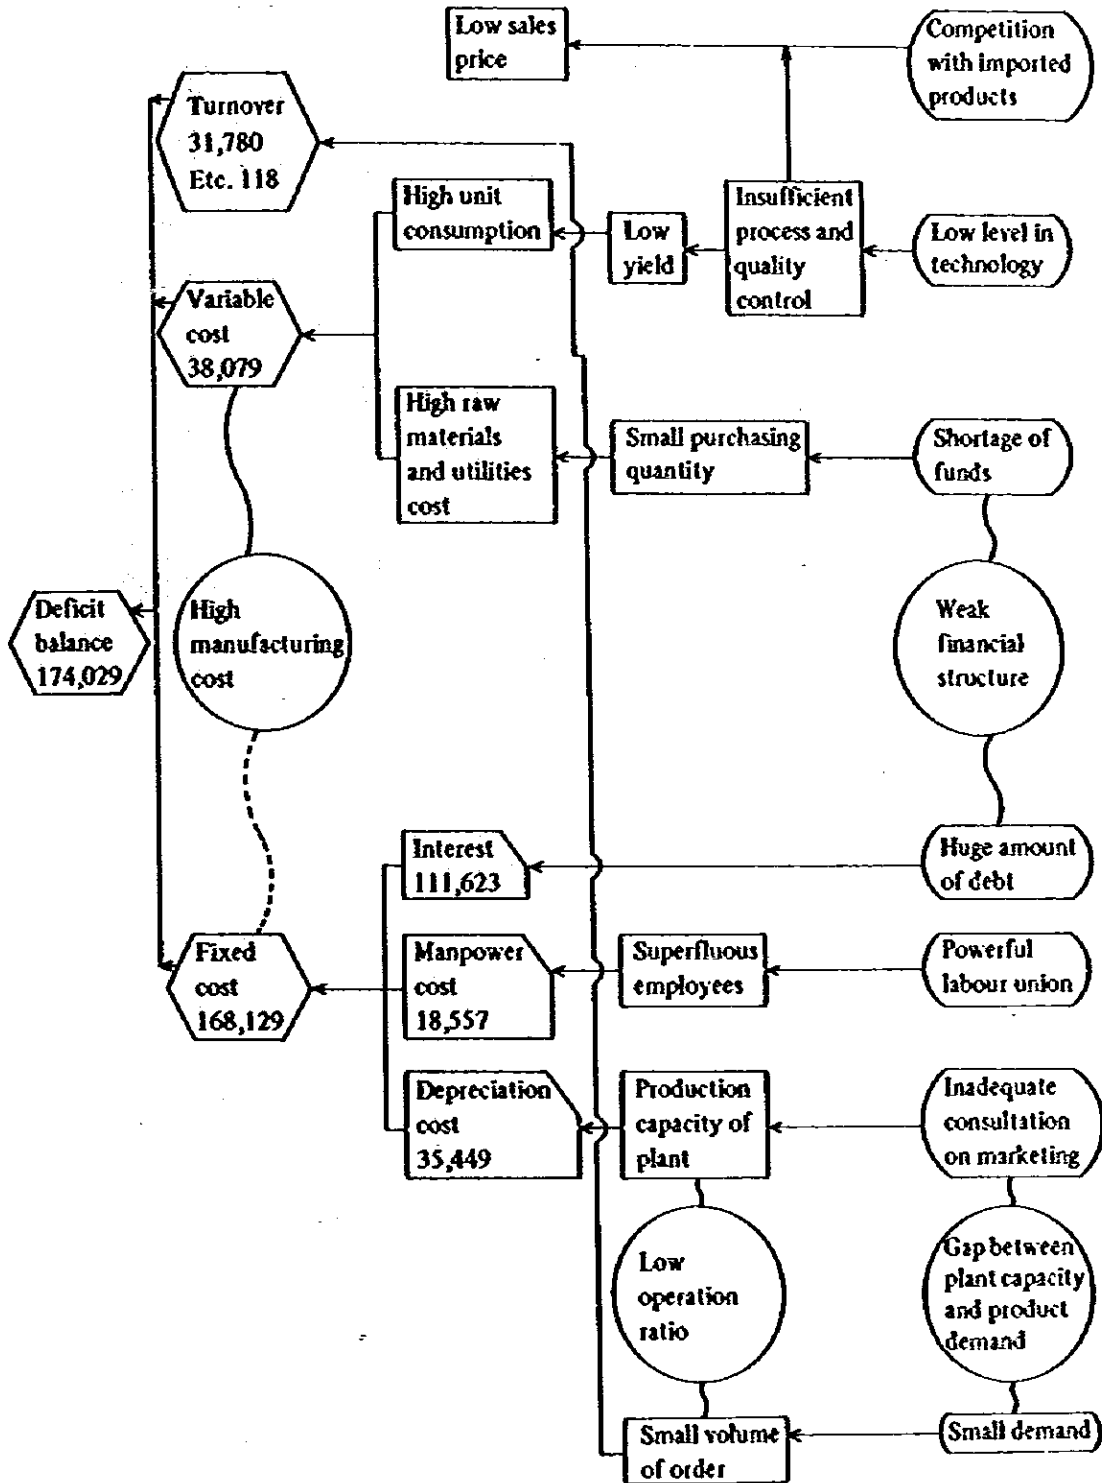 Low sales
price
Competition
with imported
products
Turnover
31,780
Etc. 118
High unit
consumption
Low
yield
Insufficient
process and
quality
control
Low level in
technology
Variable
cost
38,079
High raw
materials
and utilities
cost
Small purchasing
quantity
Shortage of
funds
Deficit
balance
174,029
High
manufacturing
cost
Weak
financial
structure
Interest
111,623
Huge amount
of debt
Fixed
cost
168,129
Manpower
cost
18,557
Superfluous
employees
Powerful
labour union
Depreciation
cost
35,449
Production
capacity of
plant
Inadequate
consultation
on marketing
Low
operation
ratio
Gap between
plant capacity
and product
demand
Small volume
of order
Small demand